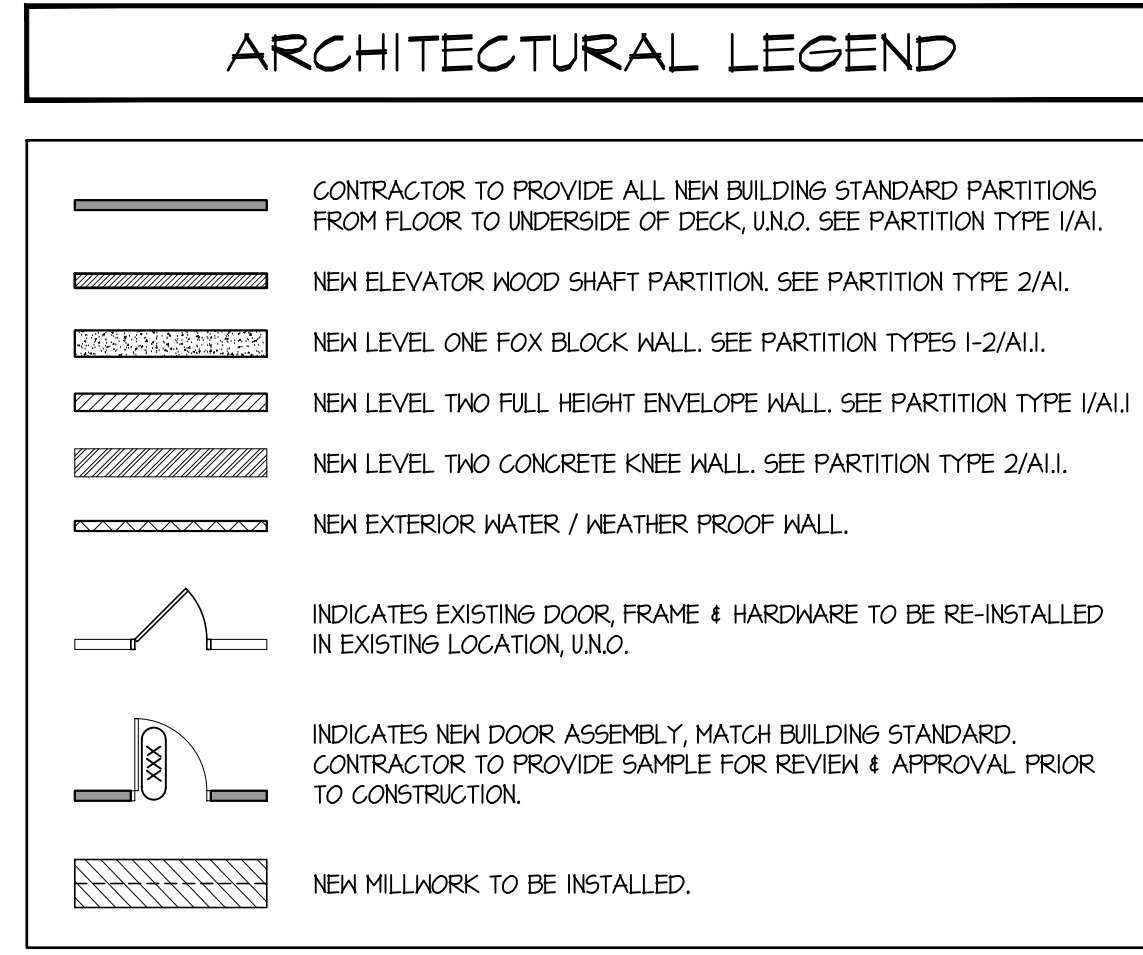 ARCHITECTURAL LEGEND
CONTRACTOR TO PROVIDE ALL NEW BUILDING STANDARD PARTITIONS
FROM FLOOR TO UNDERSIDE OF DECK, U.N.O. SEE PARTITION TYPE 1/A1.
NEW ELEVATOR WOOD SHAFT PARTITION. SEE PARTITION TYPE 2/A1.
NEW LEVEL ONE FOX BLOCK WALL. SEE PARTITION TYPES 1-2/A1.1.
NEW LEVEL TWO FULL HEIGHT ENVELOPE WALL. SEE PARTITION TYPE 1/A1.1
NEW LEVEL TWO CONCRETE KNEE WALL. SEE PARTITION TYPE 2/A1.1.
NEW EXTERIOR WATER / WEATHER PROOF WALL.
INDICATES EXISTING DOOR, FRAME & HARDWARE TO BE RE-INSTALLED
IN EXISTING LOCATION, U.N.O.
XXX
INDICATES NEW DOOR ASSEMBLY, MATCH BUILDING STANDARD.
CONTRACTOR TO PROVIDE SAMPLE FOR REVIEW & APPROVAL PRIOR
TO CONSTRUCTION.
NEW MILLWORK TO BE INSTALLED.